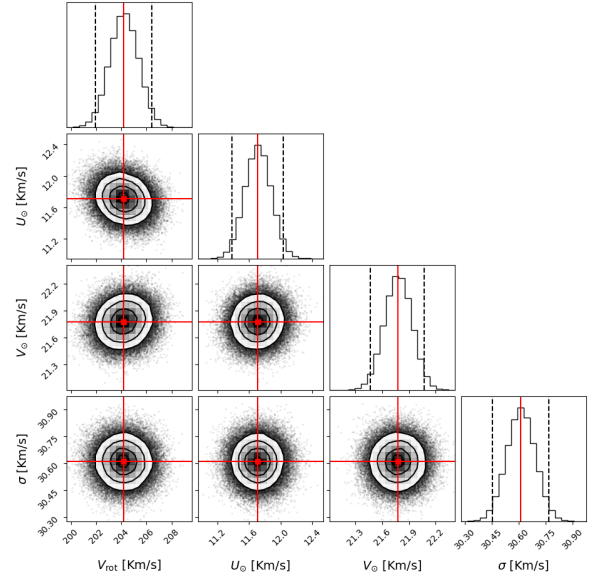 12.4
12.0
11.6
11.2
U⊙ [Km/s]
22.2
21.9
21.6
21.3
V⊙ [Km/s]
30.90
30.75
30.60
30.45
30.30
σ [Km/s]
200 202 204 206 208
11.2 11.6 12.0 12.4
21.3 21.6 21.9 22.2
30.30 30.45 30.60 30.75 30.90
Vrot [Km/s] U⊙ [Km/s] V⊙ [Km/s] σ [Km/s]